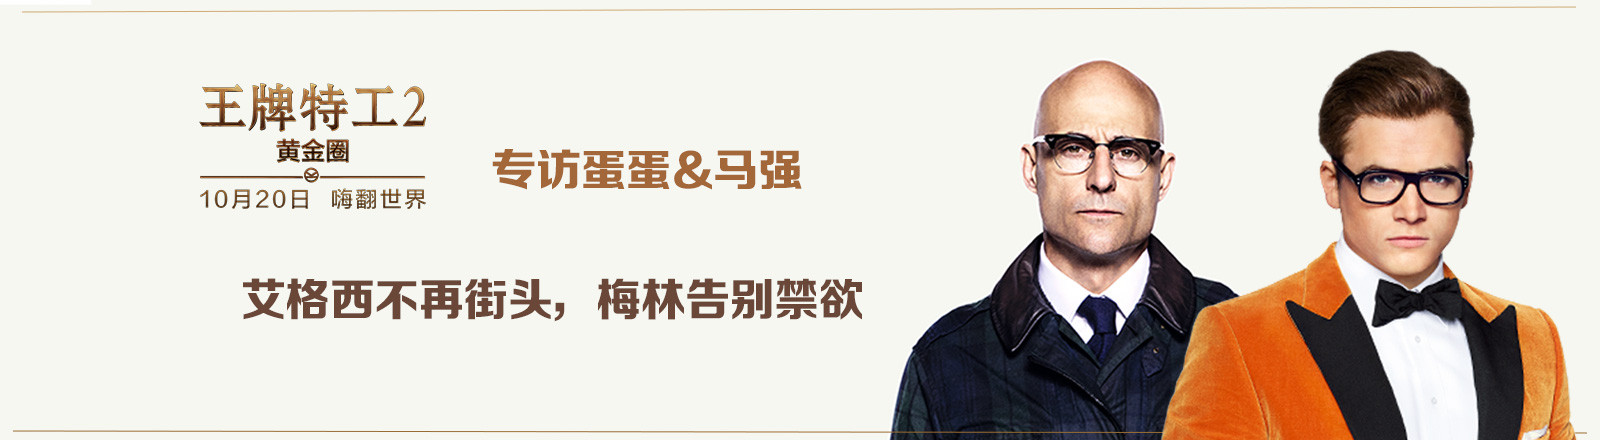 王牌特工2
黄金圈
10月20日 嗨翻世界
专访蛋蛋&马强
艾格西不再街头，梅林告别禁欲